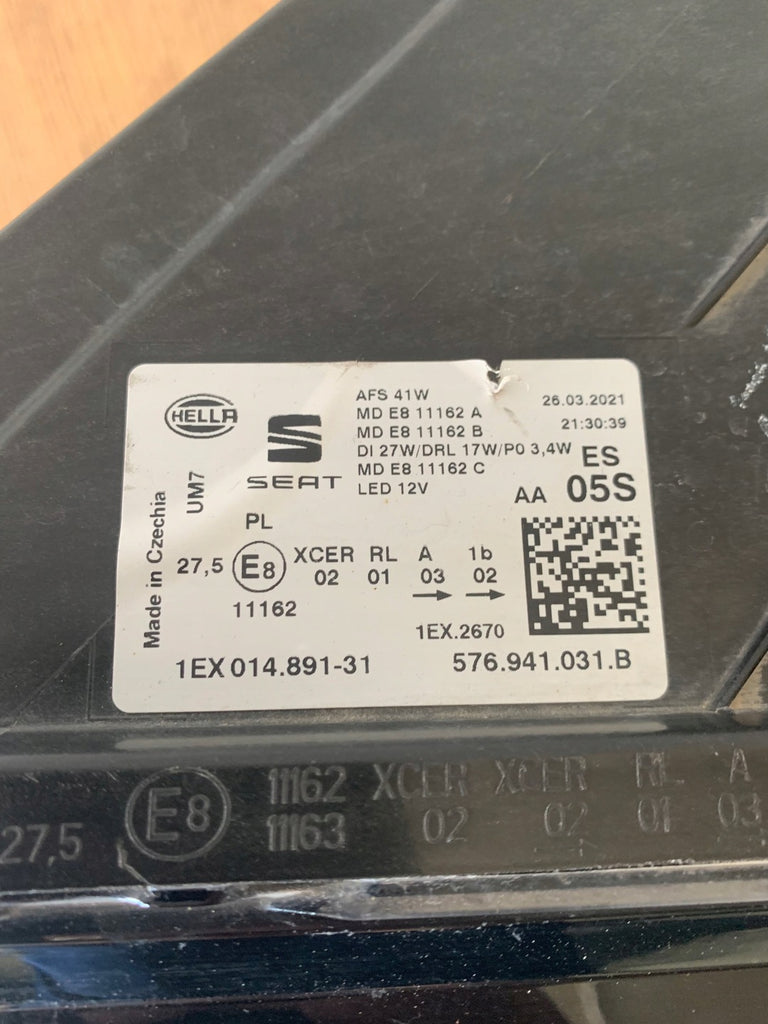 HELLA
SEAT
AFS 41W
MD E8 11162 A
MD E8 11162 B
DI 27W/DRL 17W/P0 3,4W
MD E8 11162 C
LED 12V
26.03.2021
21:30:39
ES
AA 05S
Made in Czechia
UM7
PL
27,5 E8 XCER RL A 1b
02 01 03 02
11162
1EX.2670
1EX 014.891-31 576.941.031.B
11162 XCER XCER RL A
27,5 E8 11163 02 02 01 03